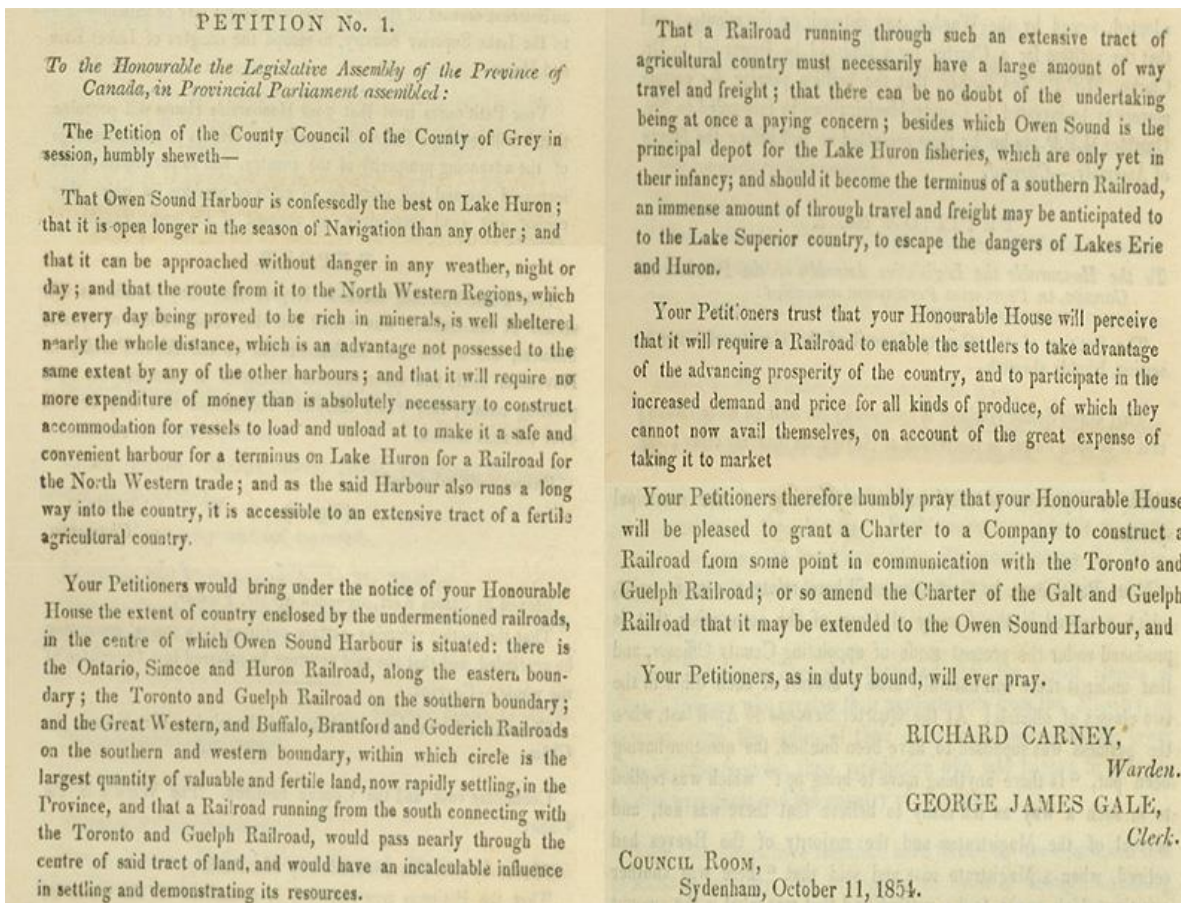 PETITION No. 1.
To the Honourable the Legislative Assembly of the Province of
Canada, in Provincial Parliament assembled:
The Petition of the County Council of the County of Grey in
session, humbly sheweth—
That Owen Sound Harbour is confessedly the best on Lake Huron;
that it is open longer in the season of Navigation than any other; and
that it can be approached without danger in any weather, night or
day; and that the route from it to the North Western Regions, which
are every day being proved to be rich in minerals, is well sheltered
nearly the whole distance, which is an advantage not possessed to the
same extent by any of the other harbours; and that it will require no
more expenditure of money than is absolutely necessary to construct
accommodation for vessels to load and unload at to make it a safe and
convenient harbour for a terminus on Lake Huron for a Railroad for
the North Western trade; and as the said Harbour also runs a long
way into the country, it is accessible to an extensive tract of a fertile
agricultural country.
Your Petitioners would bring under the notice of your Honourable
House the extent of country enclosed by the undermentioned railroads,
in the centre of which Owen Sound Harbour is situated: there is
the Ontario, Simcoe and Huron Railroad, along the eastern boun-
dary; the Toronto and Guelph Railroad on the southern boundary;
and the Great Western, and Buffalo, Brantford and Goderich Railroads
on the southern and western boundary, within which circle is the
largest quantity of valuable and fertile land, now rapidly settling, in the
Province, and that a Railroad running from the south connecting with
the Toronto and Guelph Railroad, would pass nearly through the
centre of said tract of land, and would have an incalculable influence
in settling and demonstrating its resources.
That a Railroad running through such an extensive tract of
agricultural country must necessarily have a large amount of way
travel and freight; that there can be no doubt of the undertaking
being at once a paying concern; besides which Owen Sound is the
principal depot for the Lake Huron fisheries, which are only yet in
their infancy; and should it become the terminus of a southern Railroad,
an immense amount of through travel and freight may be anticipated to
to the Lake Superior country, to escape the dangers of Lakes Erie
and Huron.
Your Petitioners trust that your Honourable House will perceive
that it will require a Railroad to enable the settlers to take advantage
of the advancing prosperity of the country, and to participate in the
increased demand and price for all kinds of produce, of which they
cannot now avail themselves, on account of the great expense of
taking it to market
Your Petitioners therefore humbly pray that your Honourable House
will be pleased to grant a Charter to a Company to construct a
Railroad from some point in communication with the Toronto and
Guelph Railroad; or so amend the Charter of the Galt and Guelph
Railroad that it may be extended to the Owen Sound Harbour, and
Your Petitioners, as in duty bound, will ever pray.
RICHARD CARNEY,
Warden.
GEORGE JAMES GALE,
Clerk.
COUNCIL ROOM,
Sydenham, October 11, 1854.